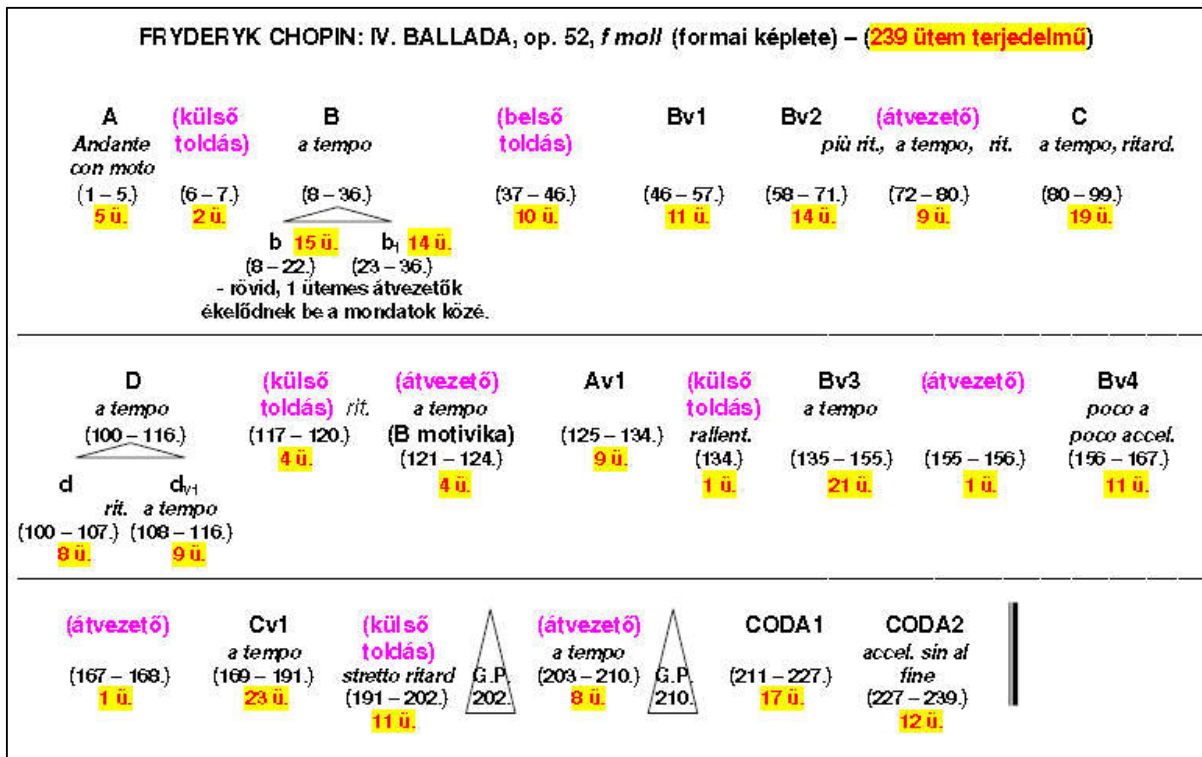 FRYDERYK CHOPIN: IV. BALLADA, op. 52, f moll (formai képlete) – (239 ütem terjedelmű)
A (külső B (belső Bv1 Bv2 (átvezető) C
Andante toldás) a tempo toldás) più rit., a tempo, rit. a tempo, ritard.
con moto
(1 – 5.) (6 – 7.) (8 – 36.) (37 – 46.) (46 – 57.) (58 – 71.) (72 – 80.) (80 – 99.)
5 ü. 2 ü. 10 ü. 11 ü. 14 ü. 9 ü. 19 ü.
b 15 ü. b1 14 ü.
(8 – 22.) (23 – 36.)
- rövid, 1 ütemes átvezetők
ékelődnek be a mondatok közé.
D (külső (átvezető) Av1 (külső Bv3 (átvezető) Bv4
a tempo toldás) rit. a tempo toldás) a tempo poco a
(100 – 116.) (117 – 120.) (B motivika) (125 – 134.) rallent. (135 – 155.) (155 – 156.) poco accel.
4 ü. (121 – 124.) 9 ü. (134.) 21 ü. 1 ü. (156 – 167.)
4 ü. 1 ü. 11 ü.
d dv1
rit. a tempo
(100 – 107.) (108 – 116.)
8 ü. 9 ü.
(átvezető) Cv1 (külső (átvezető) CODA1 CODA2
a tempo toldás) a tempo accel. sin al
(167 – 168.) (169 – 191.) stretto ritard G.P. (203 – 210.) G.P. (211 – 227.) fine
1 ü. 23 ü. (191 – 202.) 202. 8 ü. 210. 17 ü. (227 – 239.)
11 ü. 12 ü.